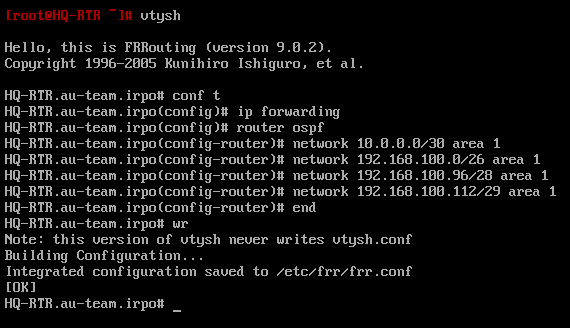 [root@HQ-RTR ~]# vtysh
Hello, this is FRRouting (version 9.0.2).
Copyright 1996-2005 Kunihiro Ishiguro, et al.
HQ-RTR.au-team.irpo# conf t
HQ-RTR.au-team.irpo(config)# ip forwarding
HQ-RTR.au-team.irpo(config)# router ospf
HQ-RTR.au-team.irpo(config-router)# network 10.0.0.0/30 area 1
HQ-RTR.au-team.irpo(config-router)# network 192.168.100.0/26 area 1
HQ-RTR.au-team.irpo(config-router)# network 192.168.100.96/28 area 1
HQ-RTR.au-team.irpo(config-router)# network 192.168.100.112/29 area 1
HQ-RTR.au-team.irpo(config-router)# end
HQ-RTR.au-team.irpo# wr
Note: this version of vtysh never writes vtysh.conf
Building Configuration...
Integrated configuration saved to /etc/frr/frr.conf
[OK]
HQ-RTR.au-team.irpo# _